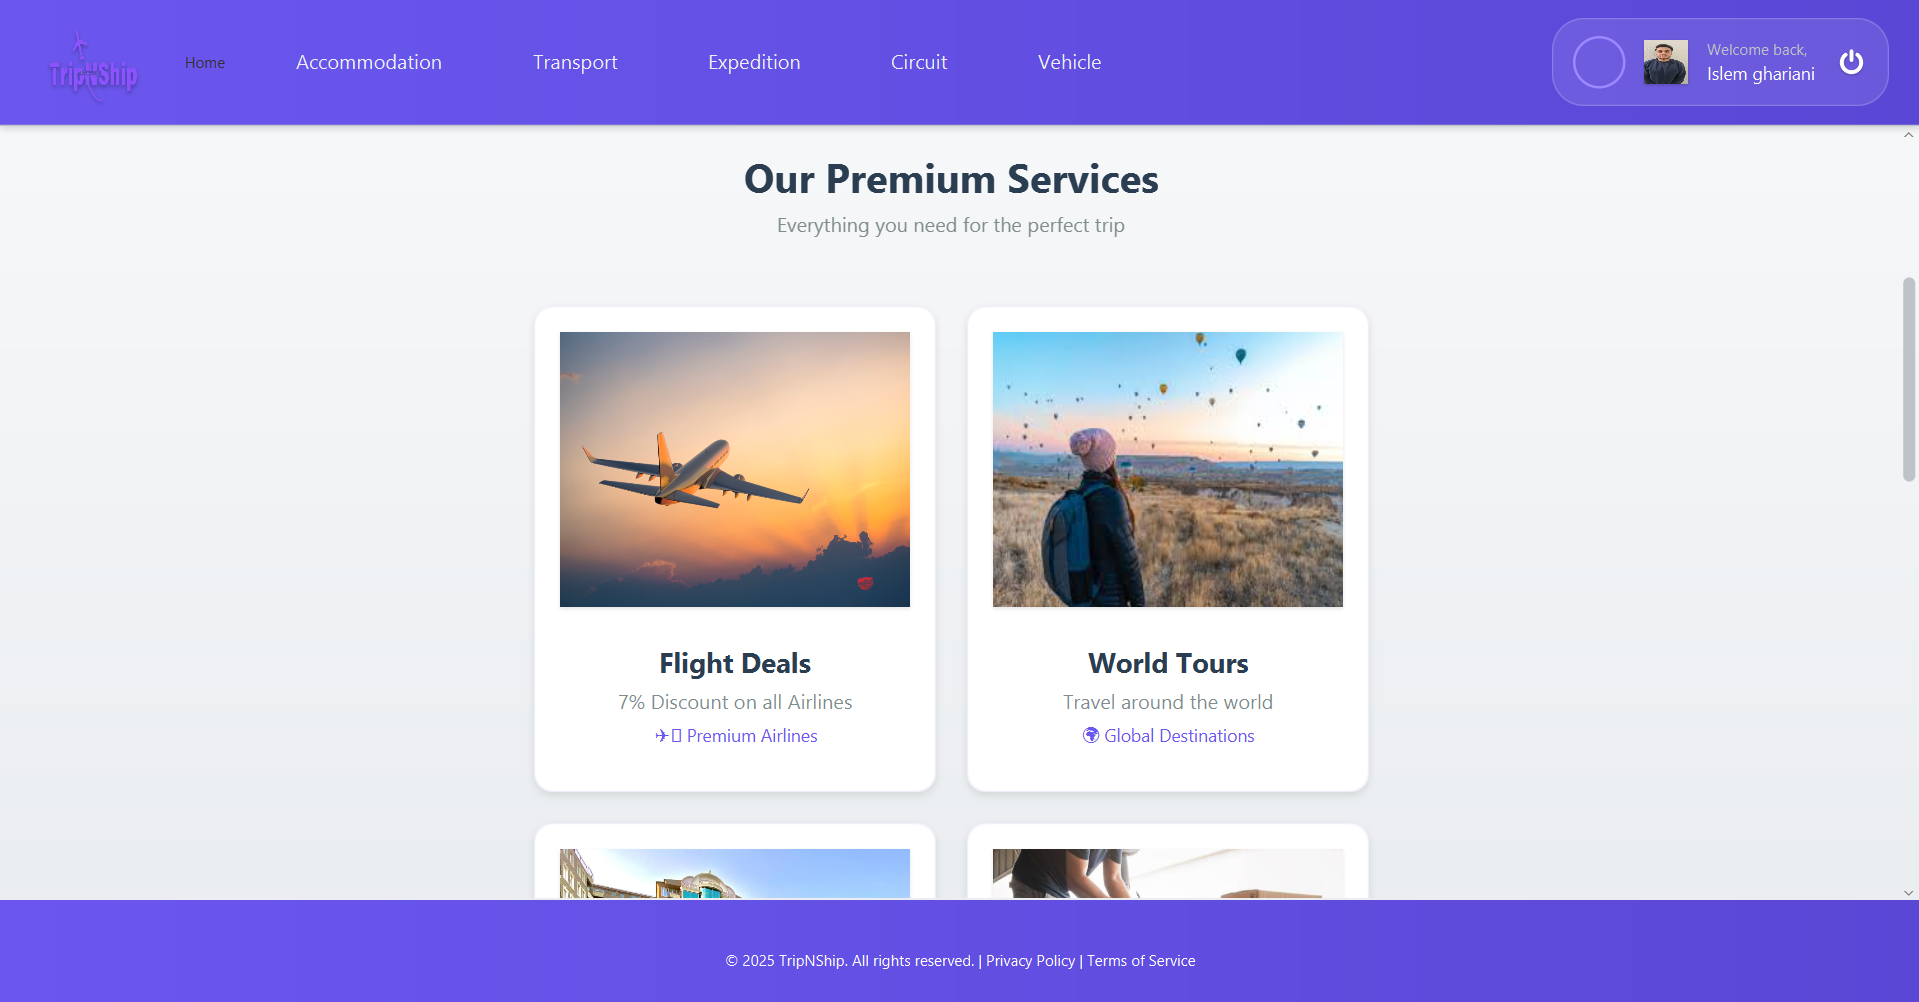 TripNShip
Home
Accommodation
Transport
Expedition
Circuit
Vehicle
Welcome back,
Islem ghariani
Our Premium Services
Everything you need for the perfect trip
Flight Deals
7% Discount on all Airlines
✈ Premium Airlines
World Tours
Travel around the world
🌍 Global Destinations
© 2025 TripNShip. All rights reserved. | Privacy Policy | Terms of Service